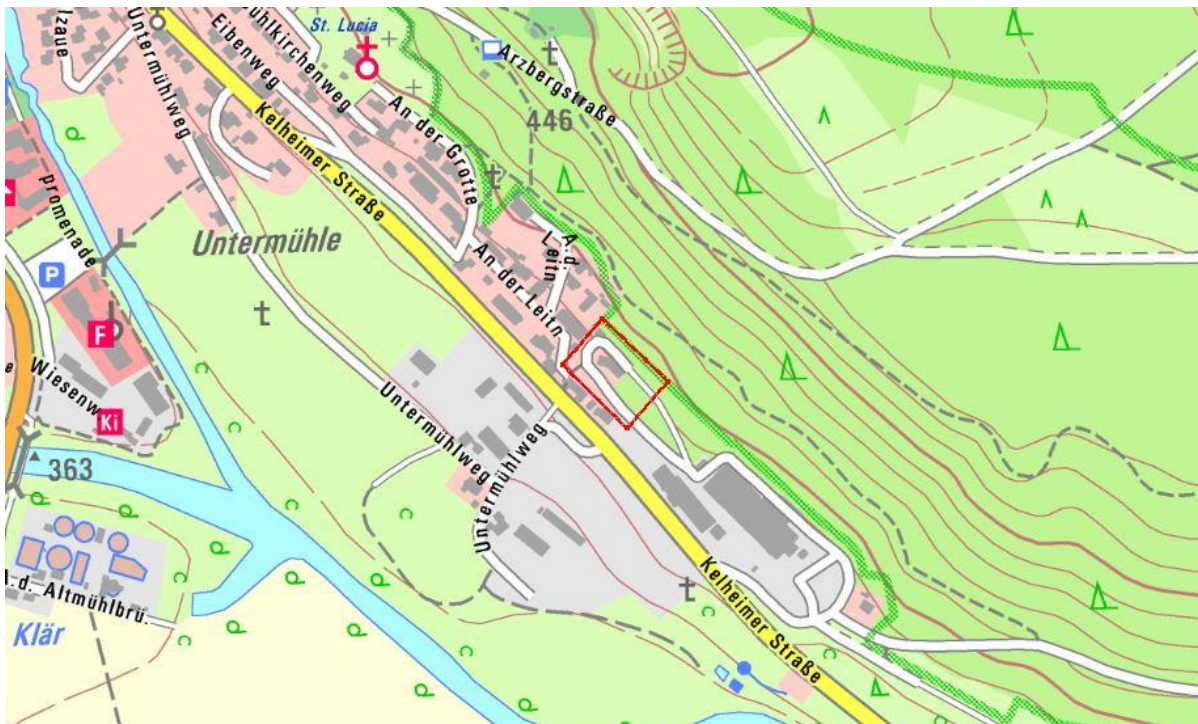 St. Lucia
Eibenweg
Untermühlweg
An der Grotte
Arzbergstraße
446
Kelheimer Straße
promenade
Untermühle
P
An der Leitn
A.d. Leitn
F
Wiesenw.
Ki
Untermühlweg
Untermühlweg
363
Altmühlbrü.
Klär
Kelheimer Straße